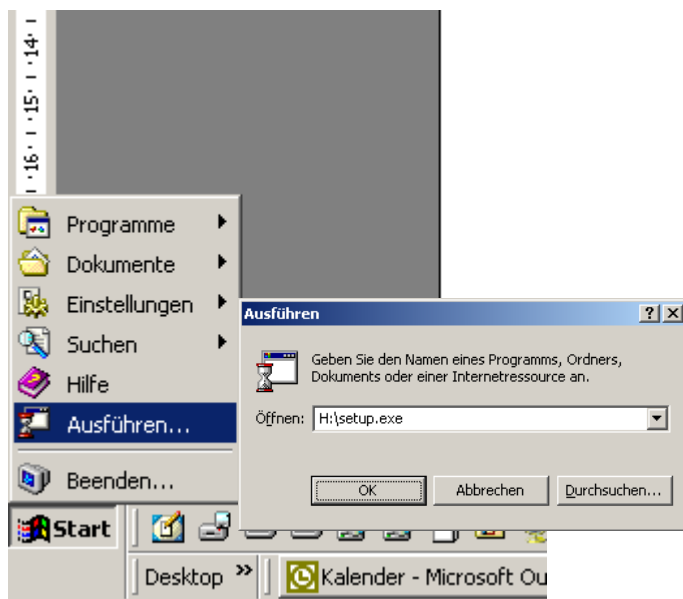 ·14·
·15·
·16·
Programme
Dokumente
Einstellungen
Suchen
Hilfe
Ausführen...
Beenden...
Ausführen
Geben Sie den Namen eines Programms, Ordners,
Dokuments oder einer Internetressource an.
Öffnen: H:\setup.exe
OK Abbrechen Durchsuchen...
Start
Desktop » Kalender - Microsoft Ou